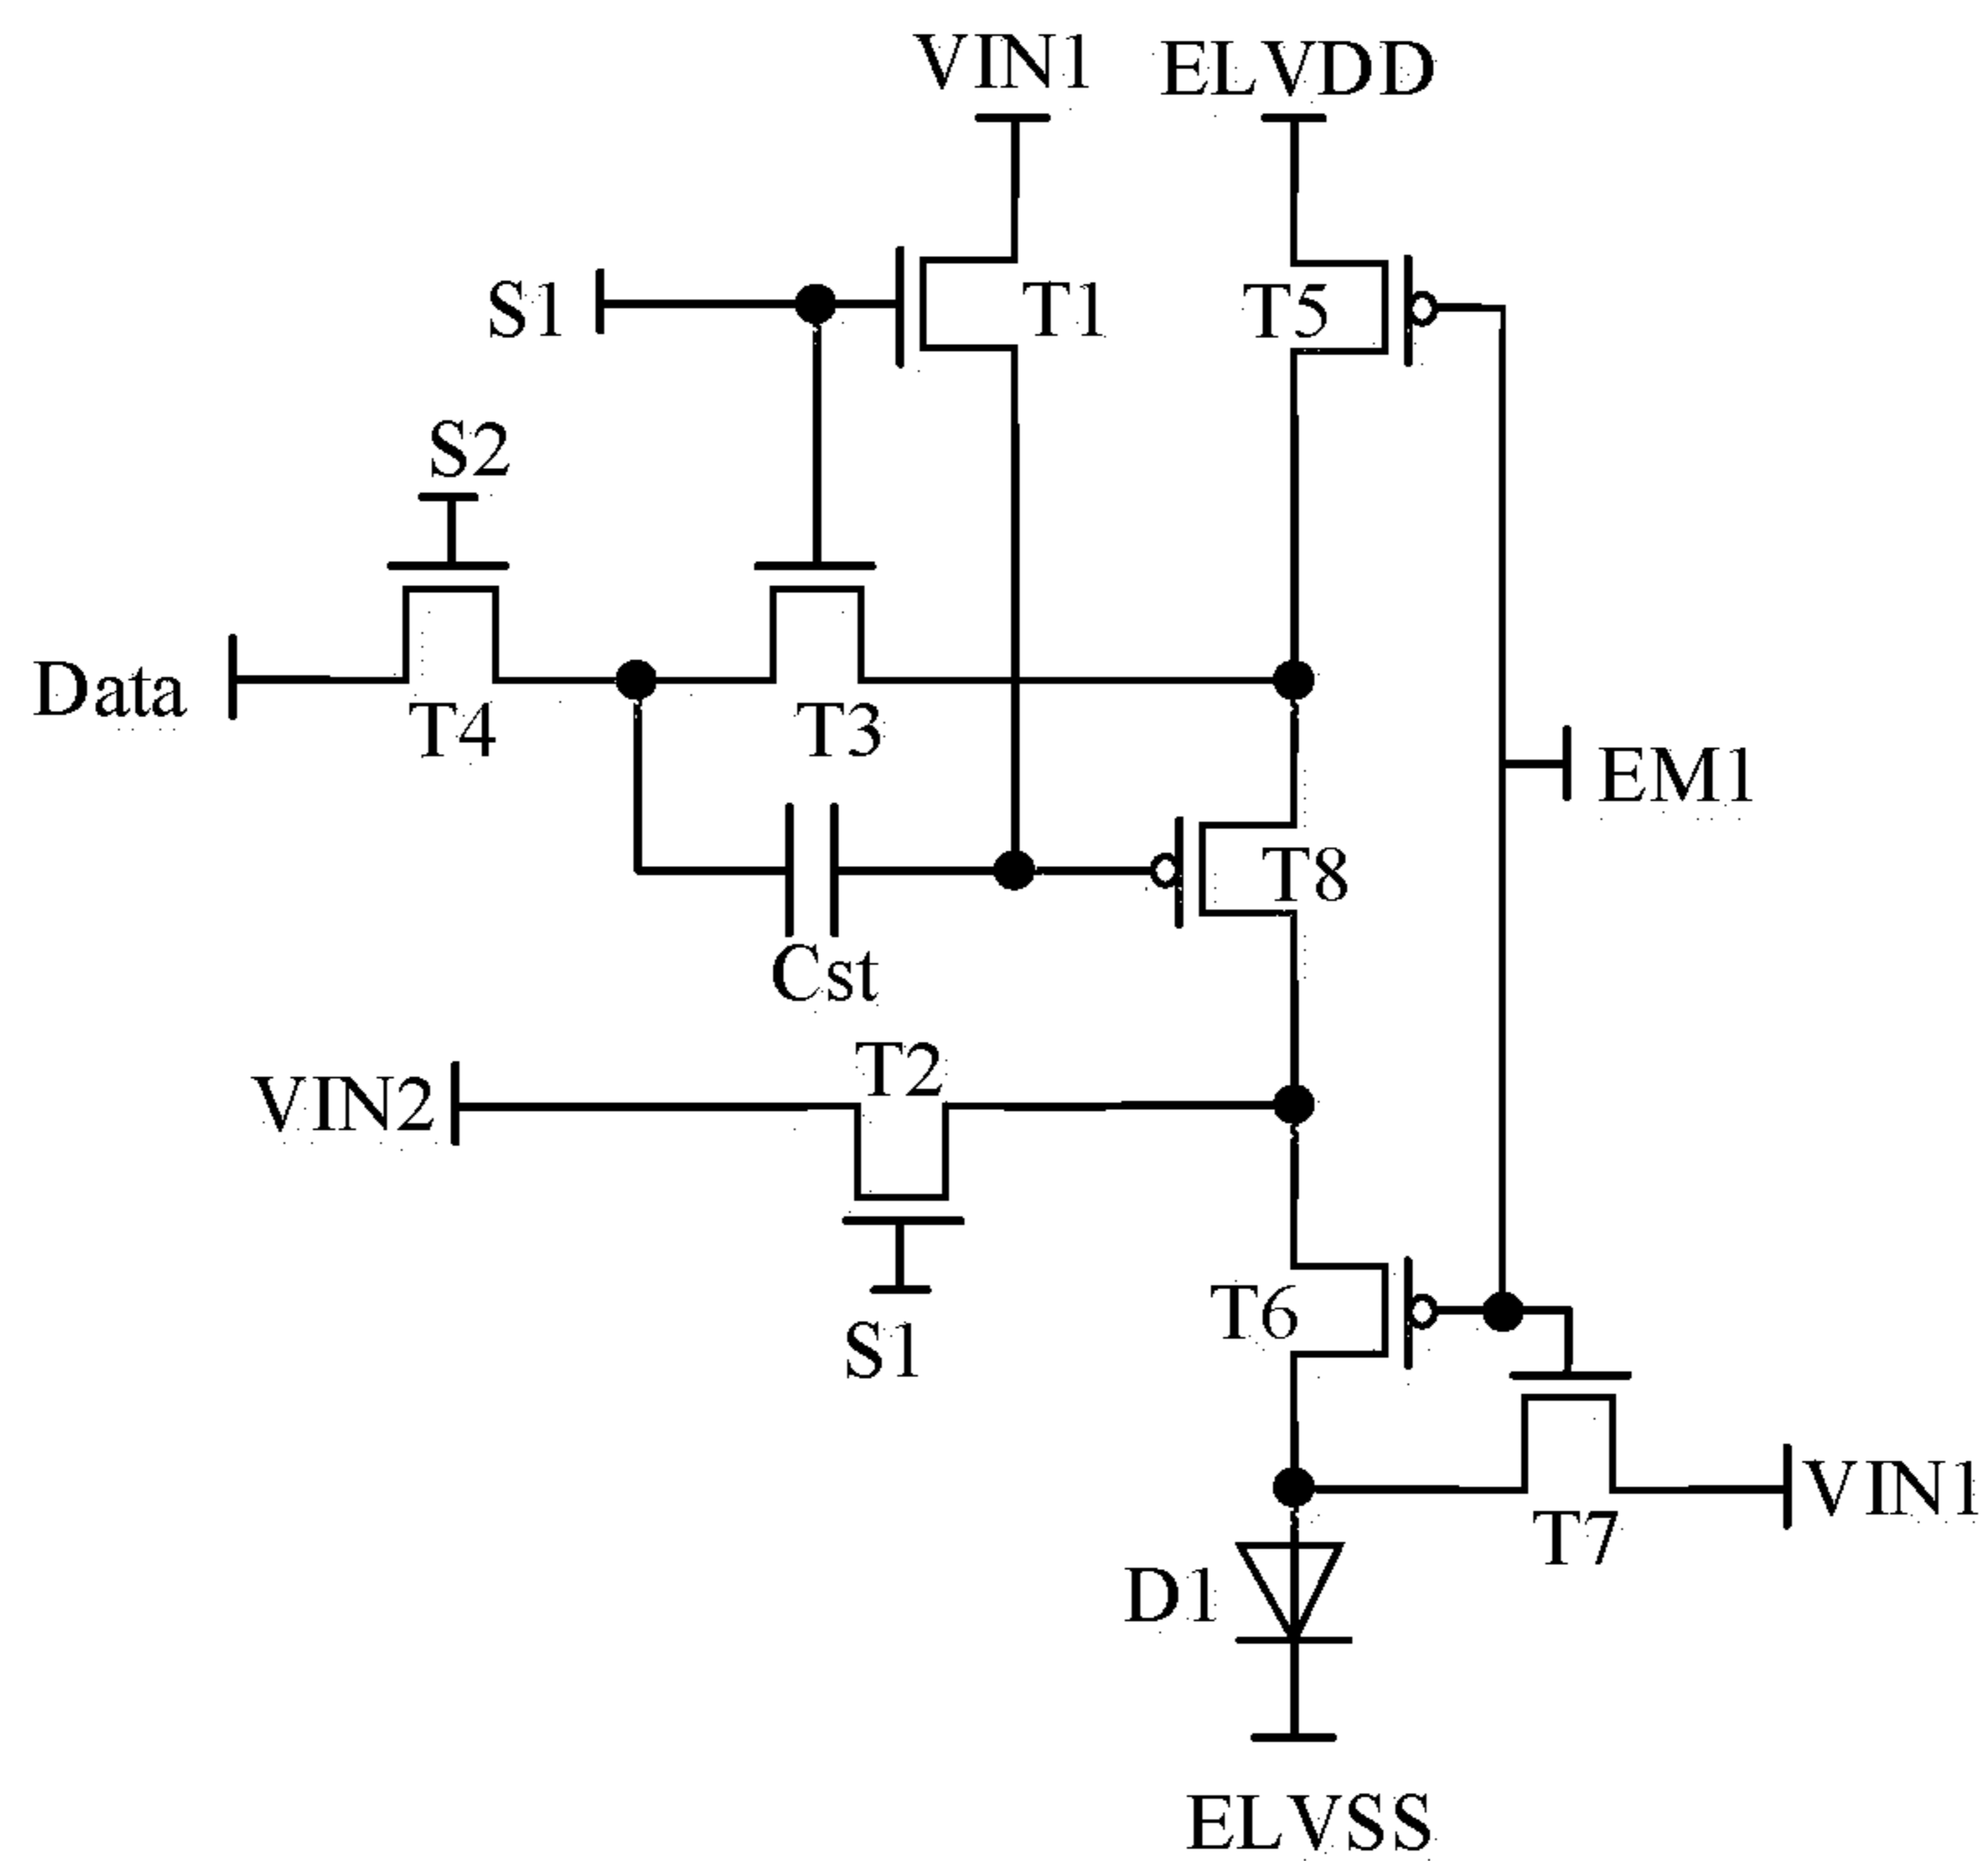 VIN1 ELVDD
S1 T1 T5
S2
Data T4 T3
EM1
T8
Cst
T2
VIN2
T6
S1
VIN1
T7
D1
ELVSS